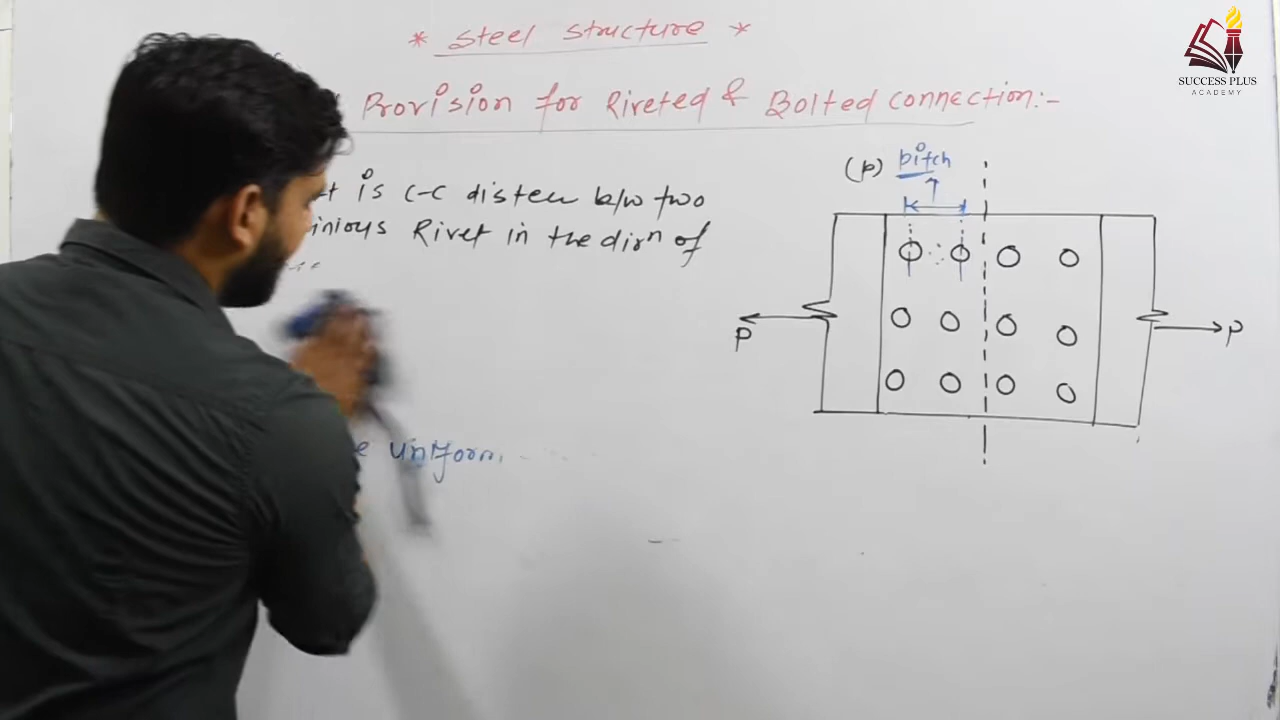 * Steel Structure *
Provision for Riveted & Bolted connection:-
is C-C disten b/w two
Rivet in the dirn of
uniform
(p) pitch
P
P
SUCCESS PLUS
ACADEMY